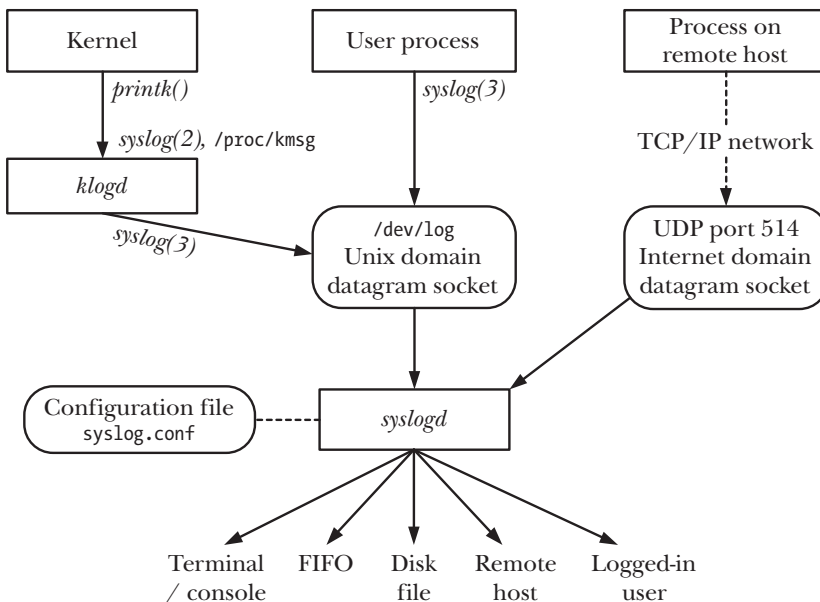 Kernel
User process
Process on
remote host
printk()
syslog(3)
syslog(2), /proc/kmsg
TCP/IP network
klogd
syslog(3)
/dev/log
Unix domain
datagram socket
UDP port 514
Internet domain
datagram socket
Configuration file
syslog.conf
syslogd
Terminal
/ console
FIFO
Disk
file
Remote
host
Logged-in
user